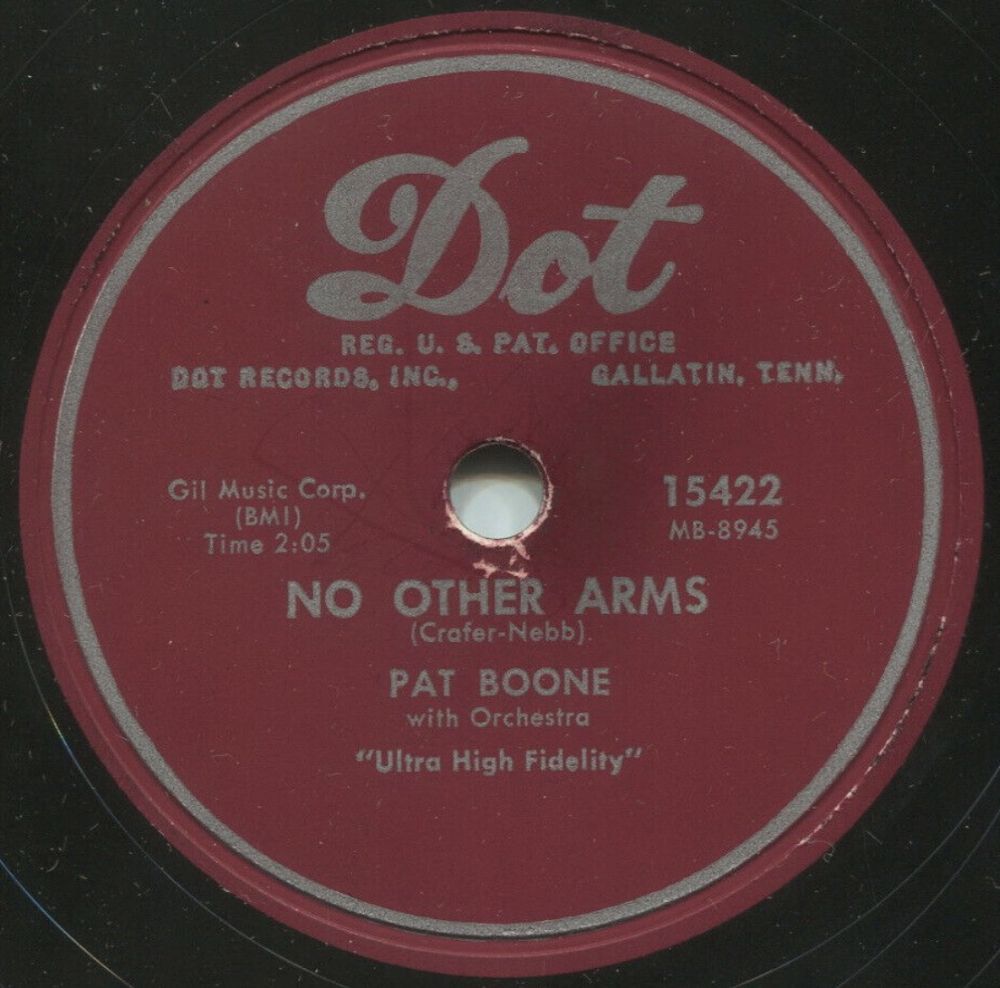 Dot
REG. U. S. PAT. OFFICE
DOT RECORDS, INC., GALLATIN, TENN.
Gil Music Corp.
(BMI)
Time 2:05
15422
MB-8945
NO OTHER ARMS
(Crafer-Nebb)
PAT BOONE
with Orchestra
"Ultra High Fidelity"